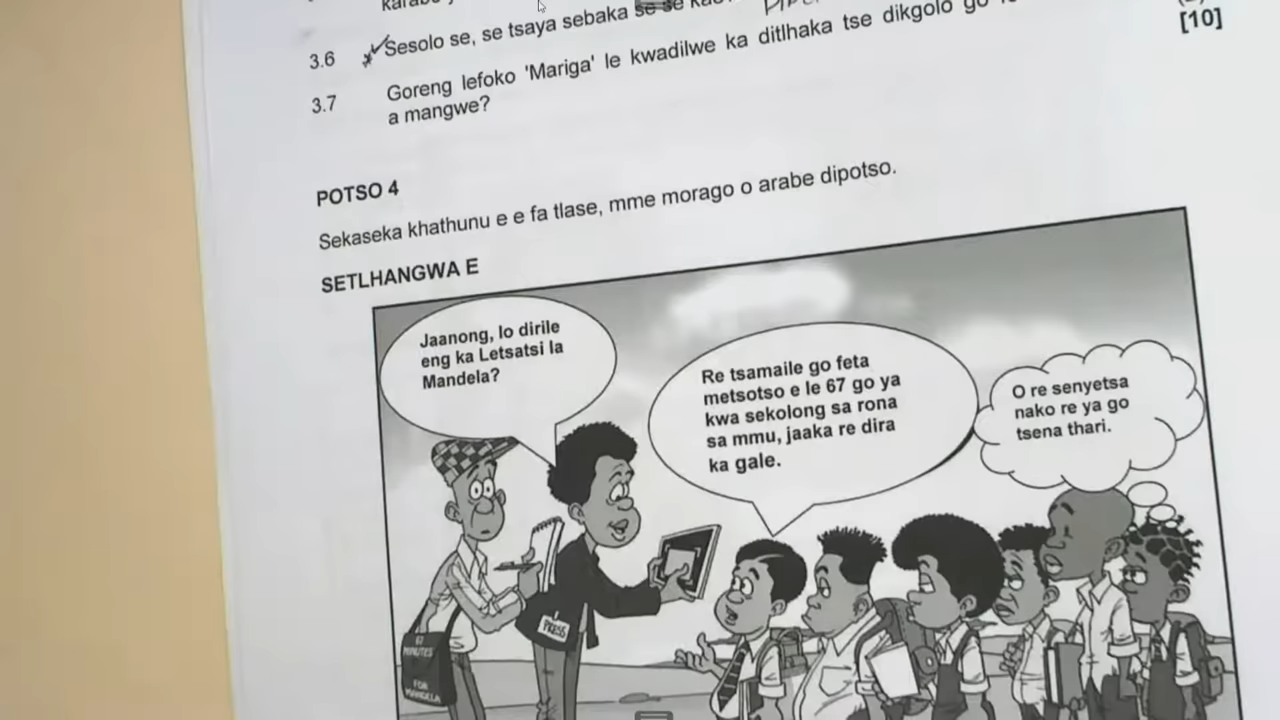 3.6 Sesolo se, se tsaya sebaka se se
3.7 Goreng lefoko 'Mariga' le kwadilwe ka ditlhaka tse dikgolo go
a mangwe?
[10]
POTSO 4
Sekaseka khathunu e e fa tlase, mme morago o arabe dipotso.
SETLHANGWA E
Jaanong, lo dirile
eng ka Letsatsi la
Mandela?
Re tsamaile go feta
metsotso e le 67 go ya
kwa sekolong sa rona
sa mmu, jaaka re dira
ka gale.
O re senyetsa
nako re ya go
tsena thari.
PRESS
67
MINUTES
FOR
MANDELA